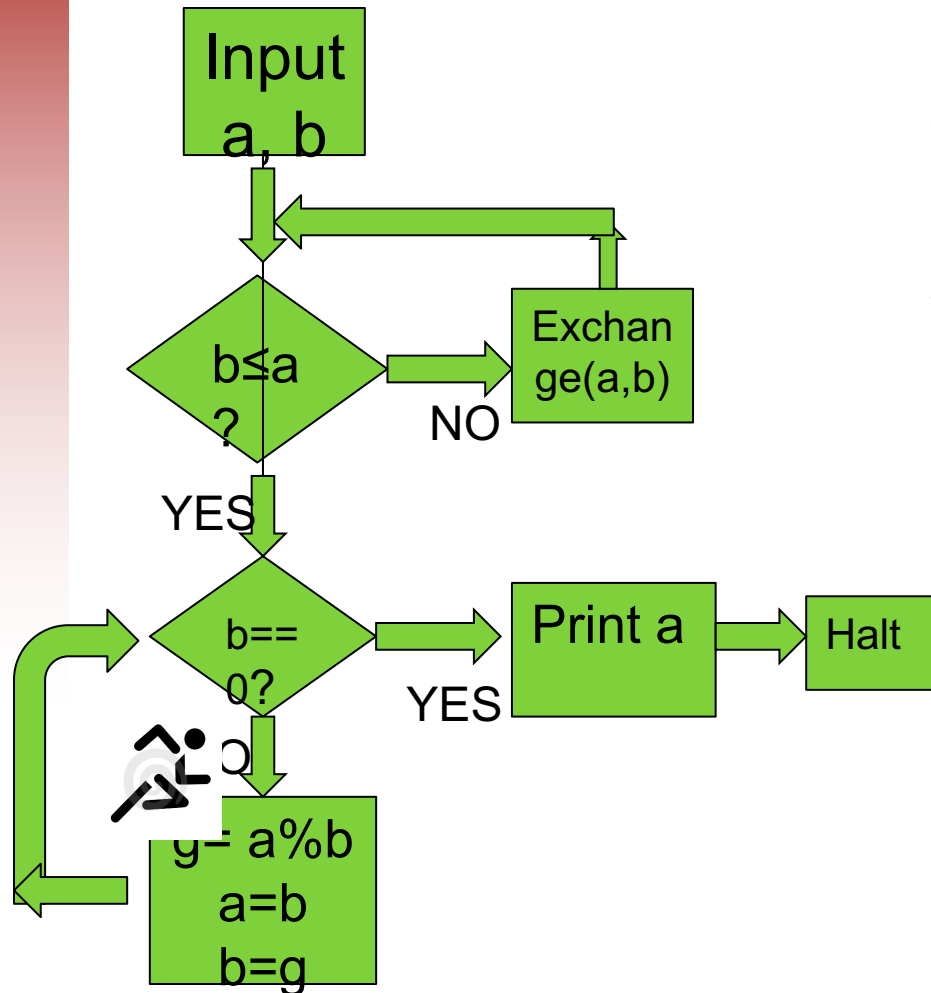 Input
a, b
b≤a
?
NO
Exchan
ge(a,b)
YES
b==
0?
YES
Print a
Halt
O
g= a%b
a=b
b=g